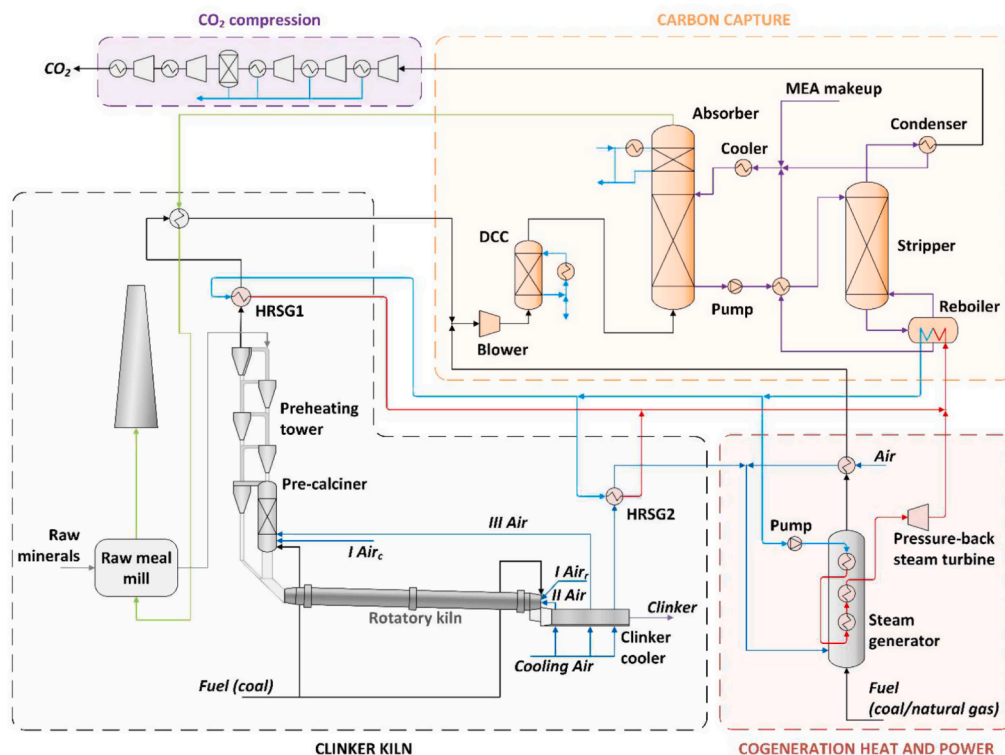 CO₂ compression
CARBON CAPTURE
CO₂
MEA makeup
Absorber
Condenser
Cooler
DCC
Stripper
Pump
Reboiler
HRSG1
Blower
Preheating
tower
Pre-calciner
Air
HRSG2
III Air
Pump
Pressure-back
steam turbine
Raw
minerals
Raw meal
mill
I Air_c
I Air_r
II Air
Rotatory kiln
Clinker
Clinker
cooler
Steam
generator
Cooling Air
Fuel (coal)
Fuel
(coal/natural gas)
CLINKER KILN
COGENERATION HEAT AND POWER